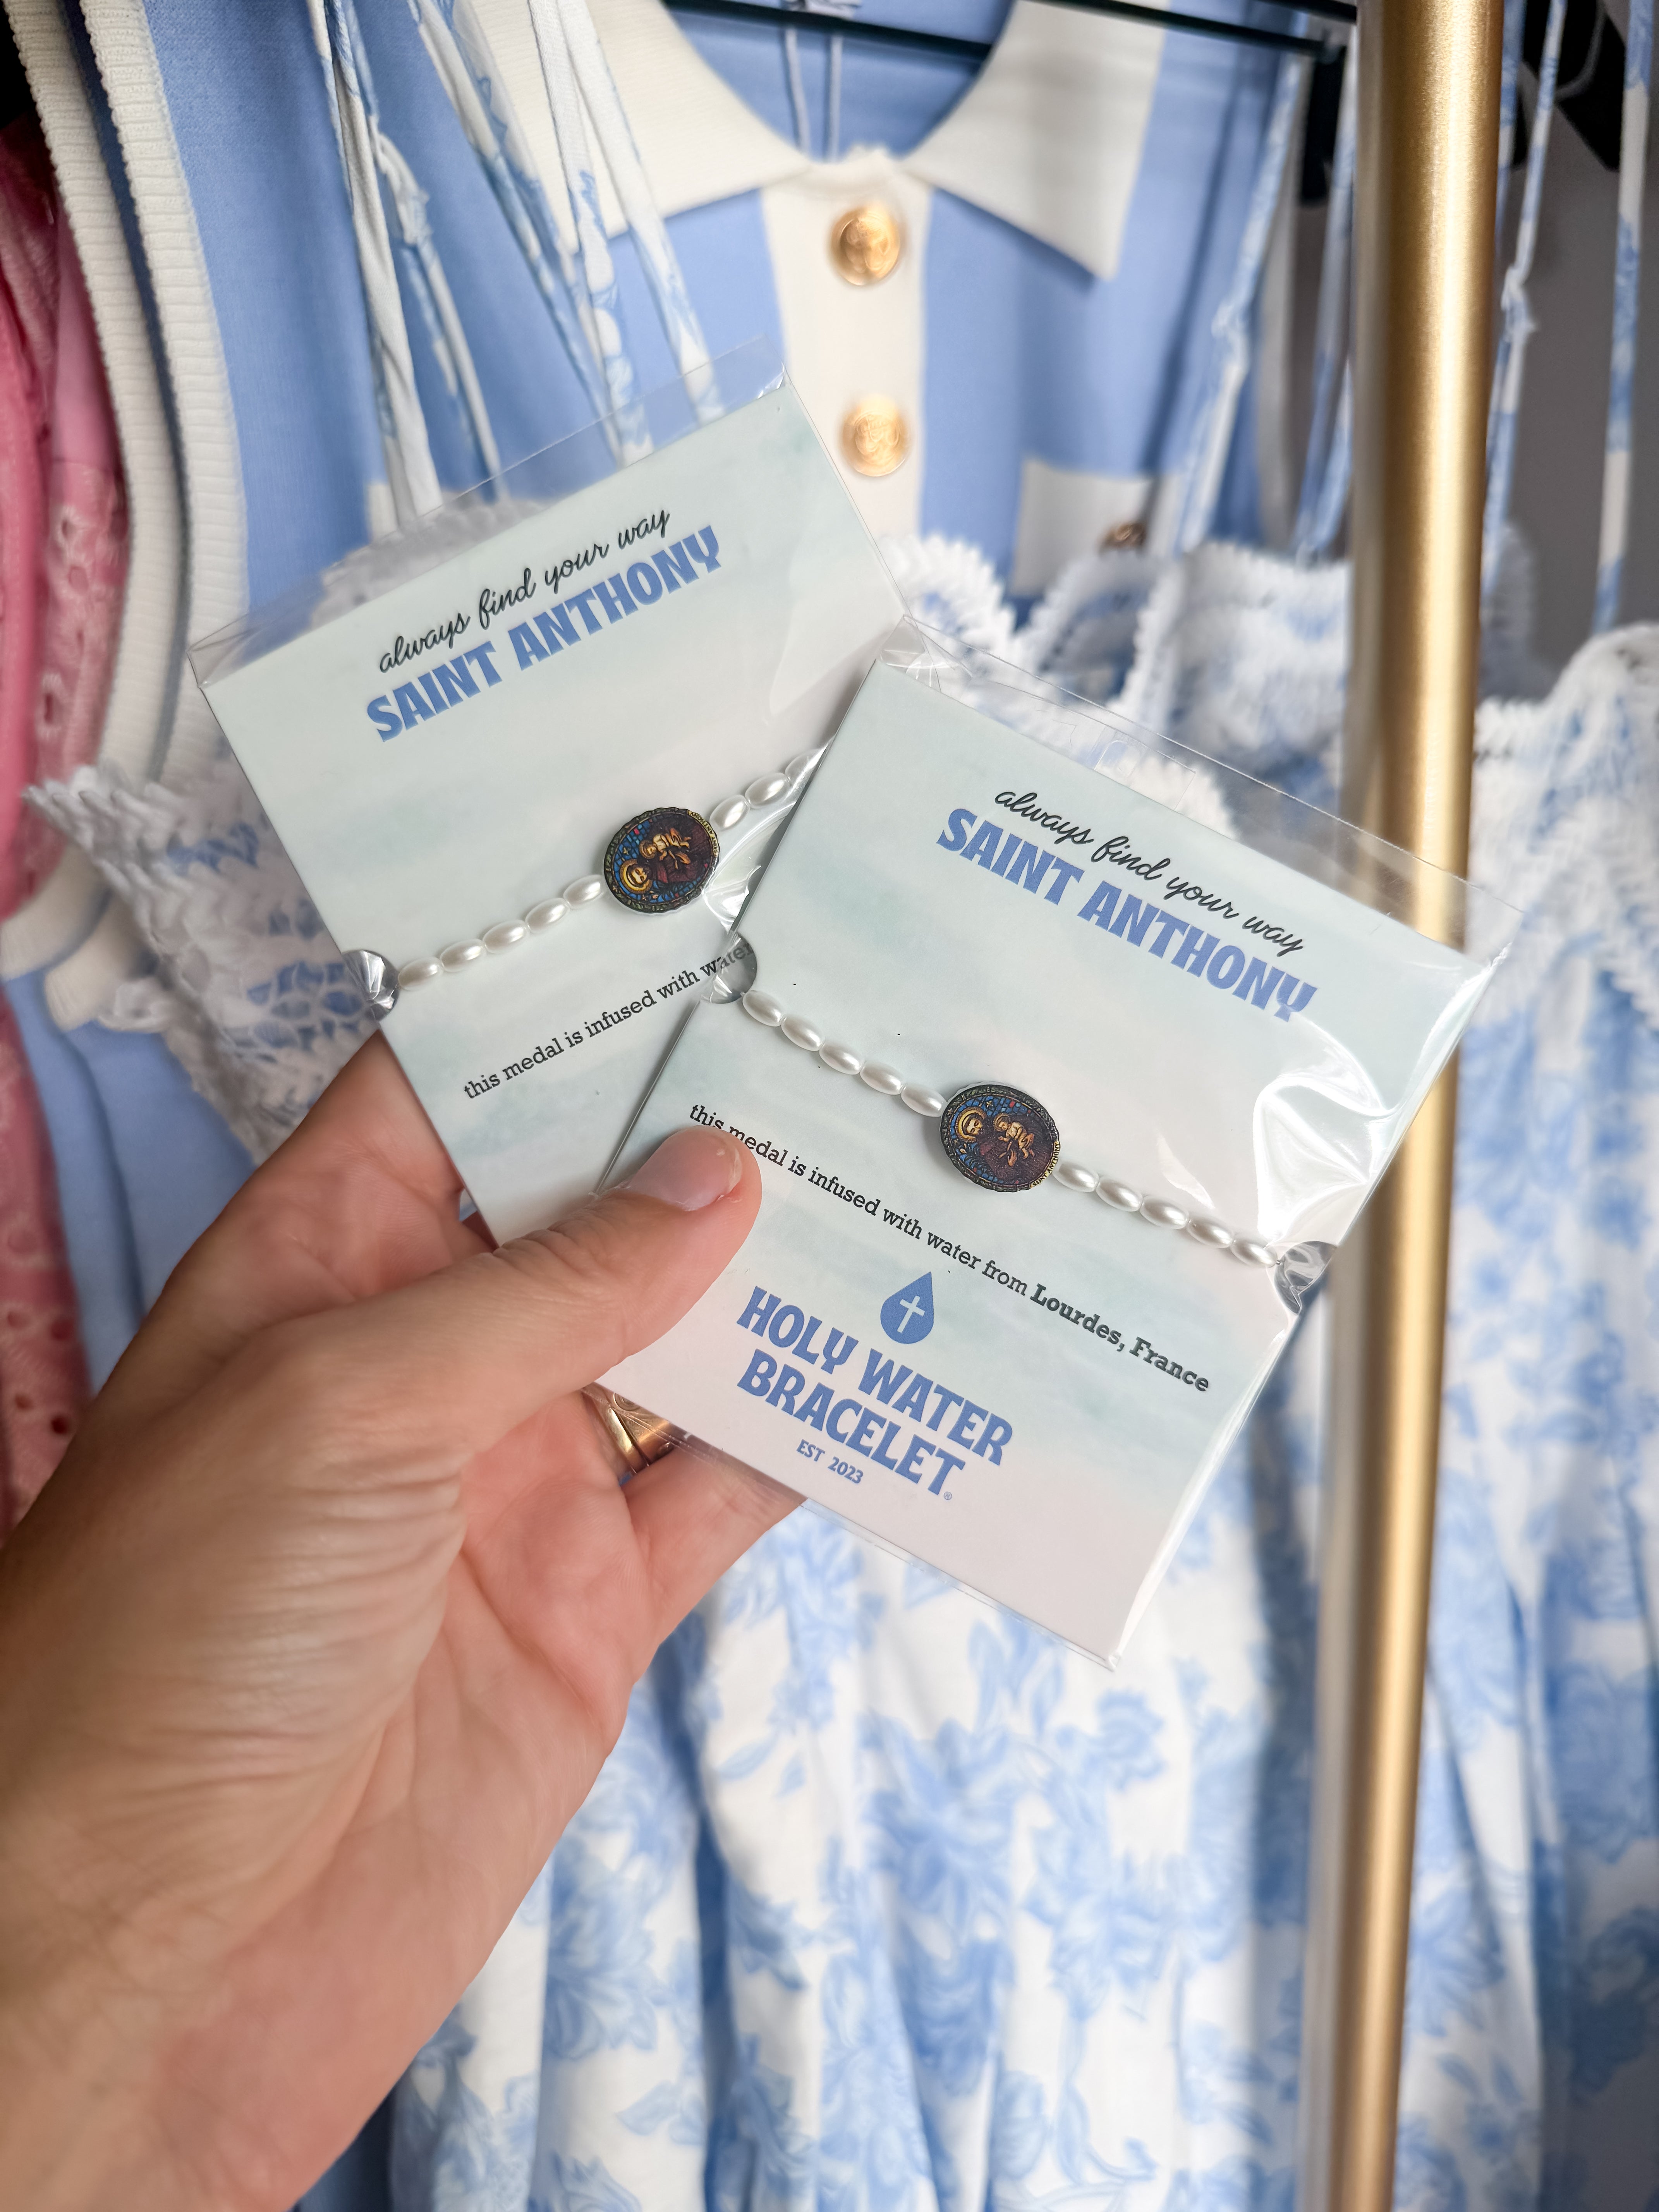 always find your way
SAINT ANTHONY
this medal is infused with water
always find your way
SAINT ANTHONY
this medal is infused with water from Lourdes, France
HOLY WATER
BRACELET®
EST 2023